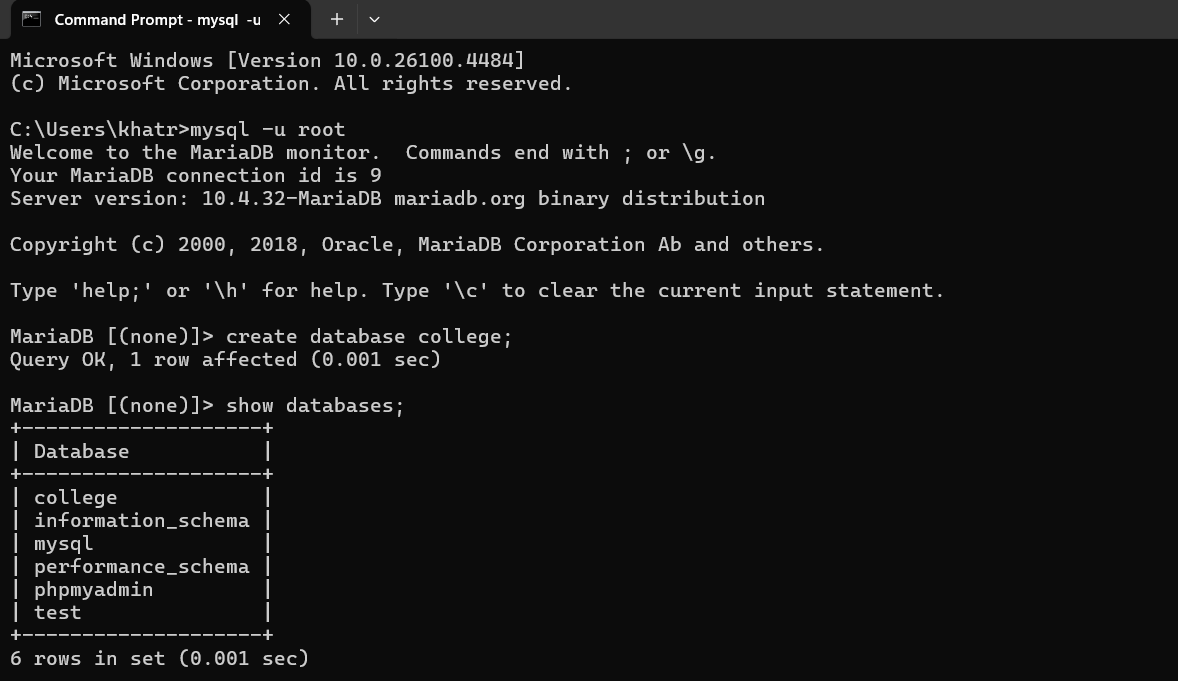 Command Prompt - mysql -u
Microsoft Windows [Version 10.0.26100.4484]
(c) Microsoft Corporation. All rights reserved.
C:\Users\khatr>mysql -u root
Welcome to the MariaDB monitor.  Commands end with ; or \g.
Your MariaDB connection id is 9
Server version: 10.4.32-MariaDB mariadb.org binary distribution
Copyright (c) 2000, 2018, Oracle, MariaDB Corporation Ab and others.
Type 'help;' or '\h' for help. Type '\c' to clear the current input statement.
MariaDB [(none)]> create database college;
Query OK, 1 row affected (0.001 sec)
MariaDB [(none)]> show databases;
+--------------------+
| Database           |
+--------------------+
| college            |
| information_schema |
| mysql              |
| performance_schema |
| phpmyadmin         |
| test               |
+--------------------+
6 rows in set (0.001 sec)